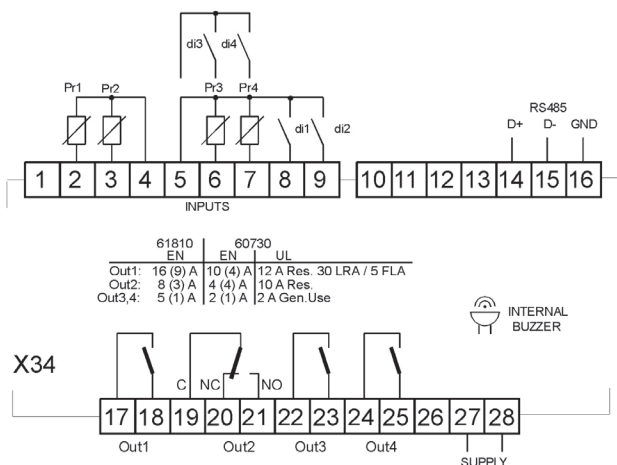 di3 di4
Pr1 Pr2 Pr3 Pr4
di1 di2
RS485
D+ D- GND
1 2 3 4 5 6 7 8 9 10 11 12 13 14 15 16
INPUTS
61810 60730
EN EN UL
Out1: 16 (9) A 10 (4) A 12 A Res. 30 LRA / 5 FLA
Out2: 8 (3) A 4 (4) A 10 A Res.
Out3,4: 5 (1) A 2 (1) A 2 A Gen.Use
INTERNAL
BUZZER
X34
C NC NO
17 18 19 20 21 22 23 24 25 26 27 28
Out1 Out2 Out3 Out4
SUPPLY